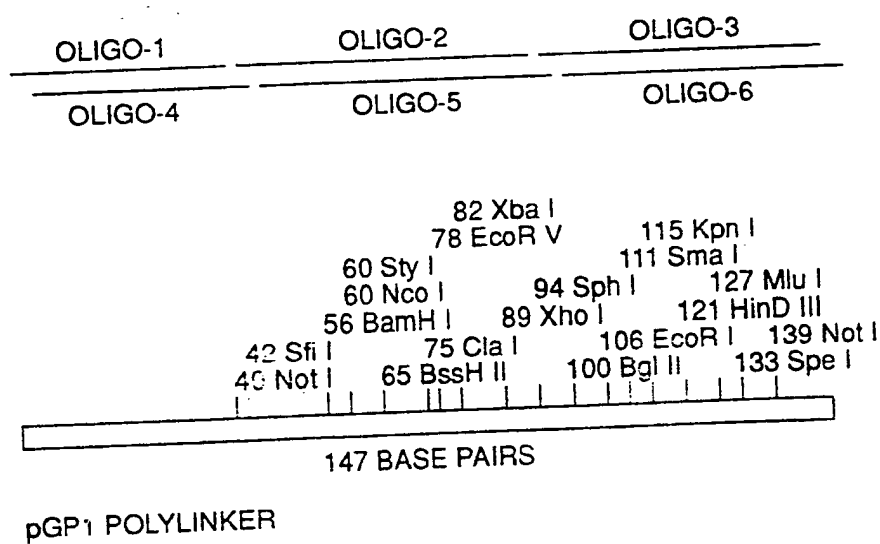 OLIGO-1 OLIGO-2 OLIGO-3
OLIGO-4 OLIGO-5 OLIGO-6
82 Xba I
78 EcoR V 115 Kpn I
60 Sty I 111 Sma I
60 Nco I 94 Sph I 127 Mlu I
56 BamH I 89 Xho I 121 HinD III
42 Sfi I 75 Cla I 106 EcoR I 139 Not I
40 Not I 65 BssH II 100 Bgl II 133 Spe I
147 BASE PAIRS
pGP1 POLYLINKER